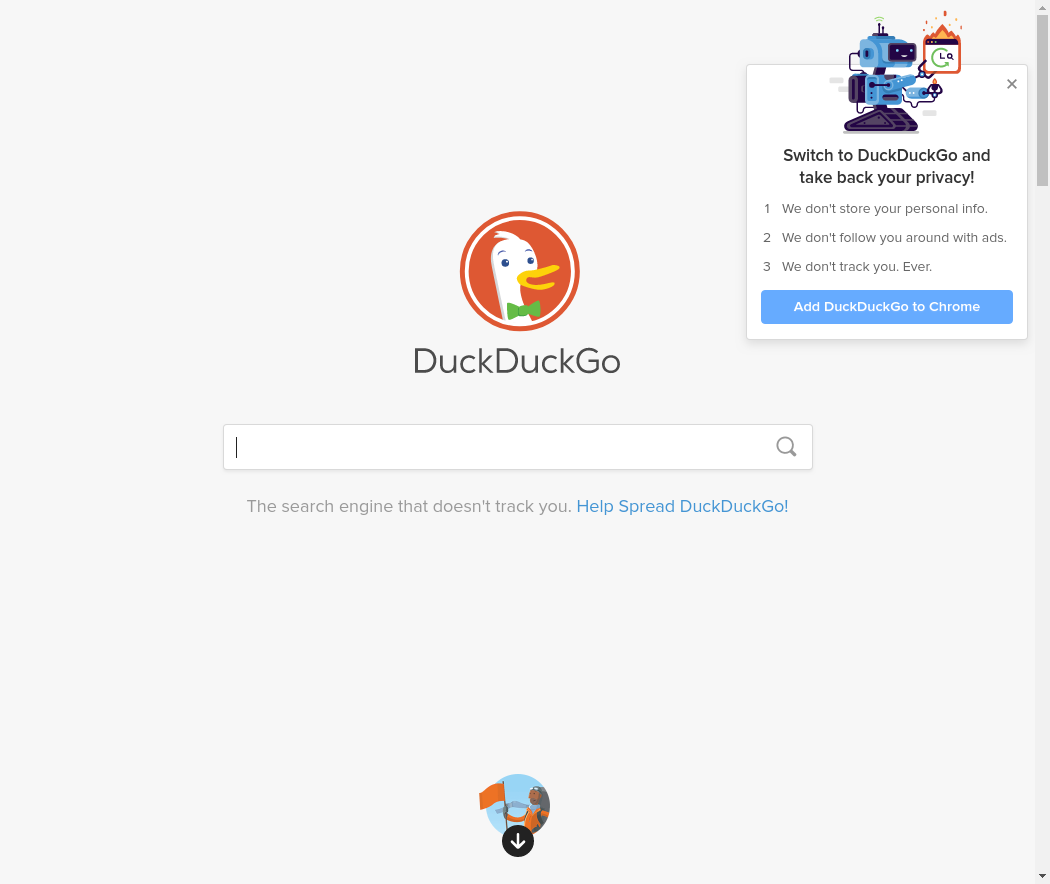 Switch to DuckDuckGo and
take back your privacy!
1 We don't store your personal info.
2 We don't follow you around with ads.
3 We don't track you. Ever.
Add DuckDuckGo to Chrome
DuckDuckGo
The search engine that doesn't track you. Help Spread DuckDuckGo!